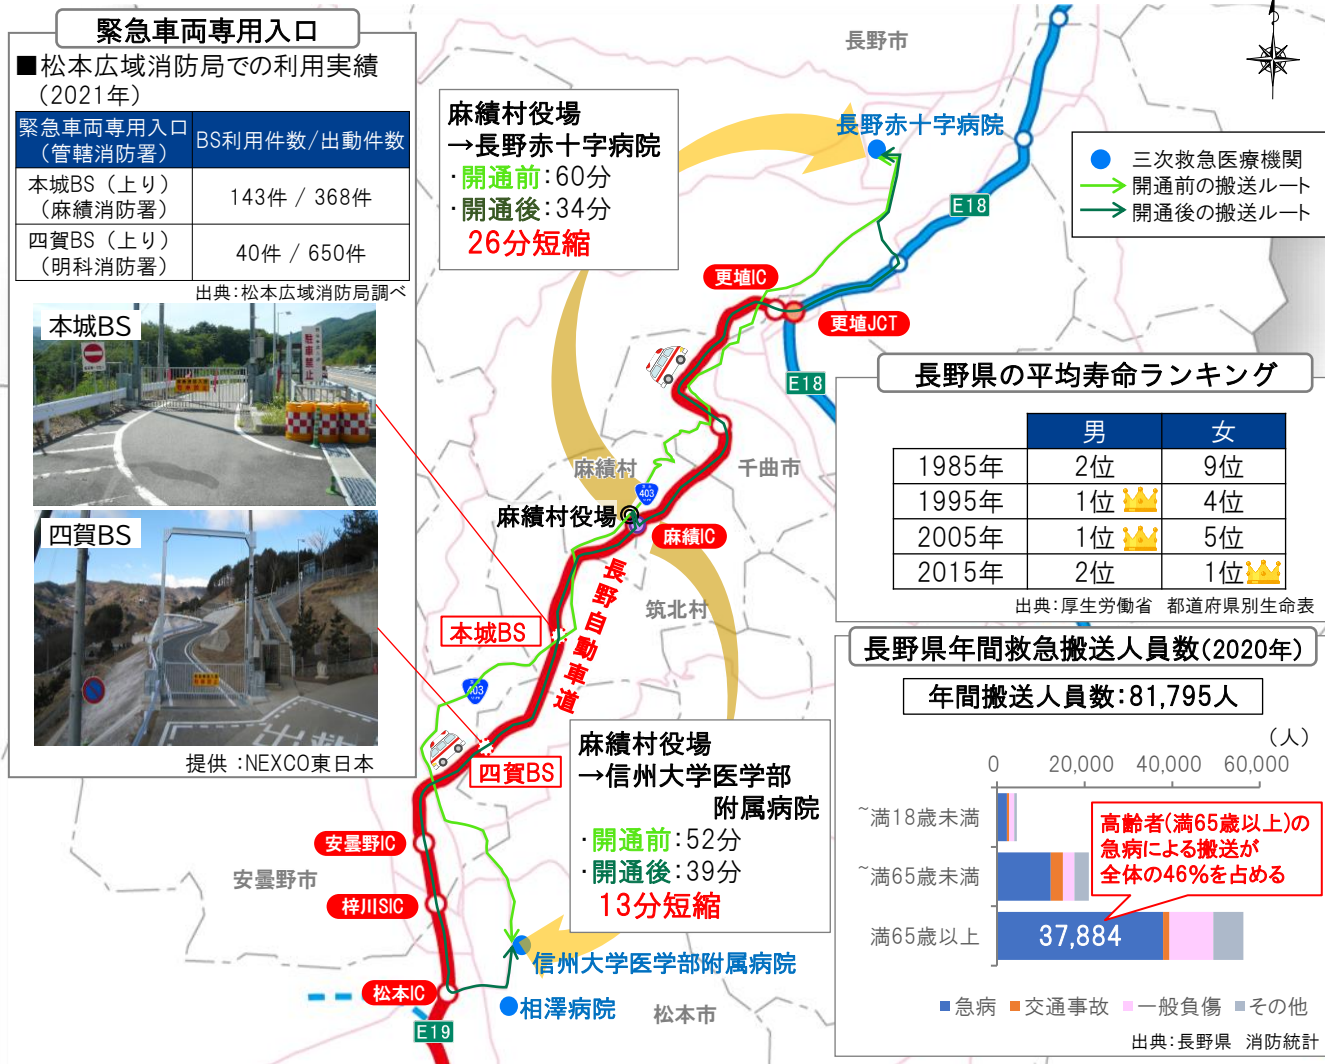 緊急車両専用入口
■松本広域消防局での利用実績
（2021年）
緊急車両専用入口
（管轄消防署）
BS利用件数/出動件数
本城BS（上り）
（麻績消防署）
143件 / 368件
四賀BS（上り）
（明科消防署）
40件 / 650件
出典：松本広域消防局調べ
本城BS
駐車禁止
四賀BS
提供：NEXCO東日本
麻績村役場
→長野赤十字病院
・開通前：60分
・開通後：34分
26分短縮
長野市
長野赤十字病院
三次救急医療機関
開通前の搬送ルート
開通後の搬送ルート
E18
更埴IC
更埴JCT
E18
千曲市
麻績村
403
麻績村役場
麻績IC
長野自動車道
筑北村
本城BS
403
四賀BS
麻績村役場
→信州大学医学部
附属病院
・開通前：52分
・開通後：39分
13分短縮
安曇野IC
安曇野市
梓川SIC
信州大学医学部附属病院
松本IC
相澤病院
松本市
E19
長野県の平均寿命ランキング
男 女
1985年 2位 9位
1995年 1位 4位
2005年 1位 5位
2015年 2位 1位
出典：厚生労働省 都道府県別生命表
長野県年間救急搬送人員数(2020年)
年間搬送人員数：81,795人
（人）
0 20,000 40,000 60,000
~満18歳未満
~満65歳未満
満65歳以上
37,884
高齢者(満65歳以上)の
急病による搬送が
全体の46%を占める
急病 交通事故 一般負傷 その他
出典：長野県 消防統計